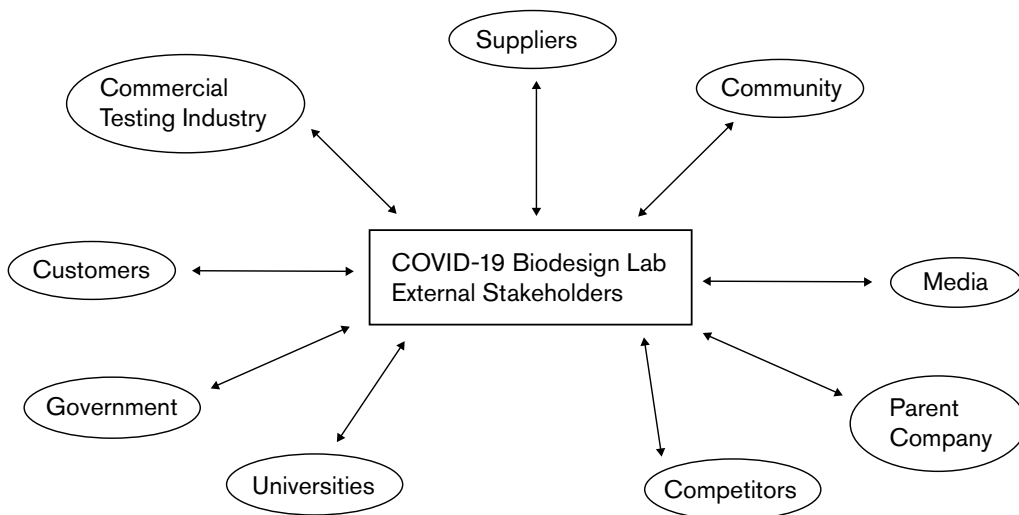 Suppliers
Commercial
Testing Industry
Community
COVID-19 Biodesign Lab
External Stakeholders
Customers
Media
Government
Parent
Company
Universities
Competitors